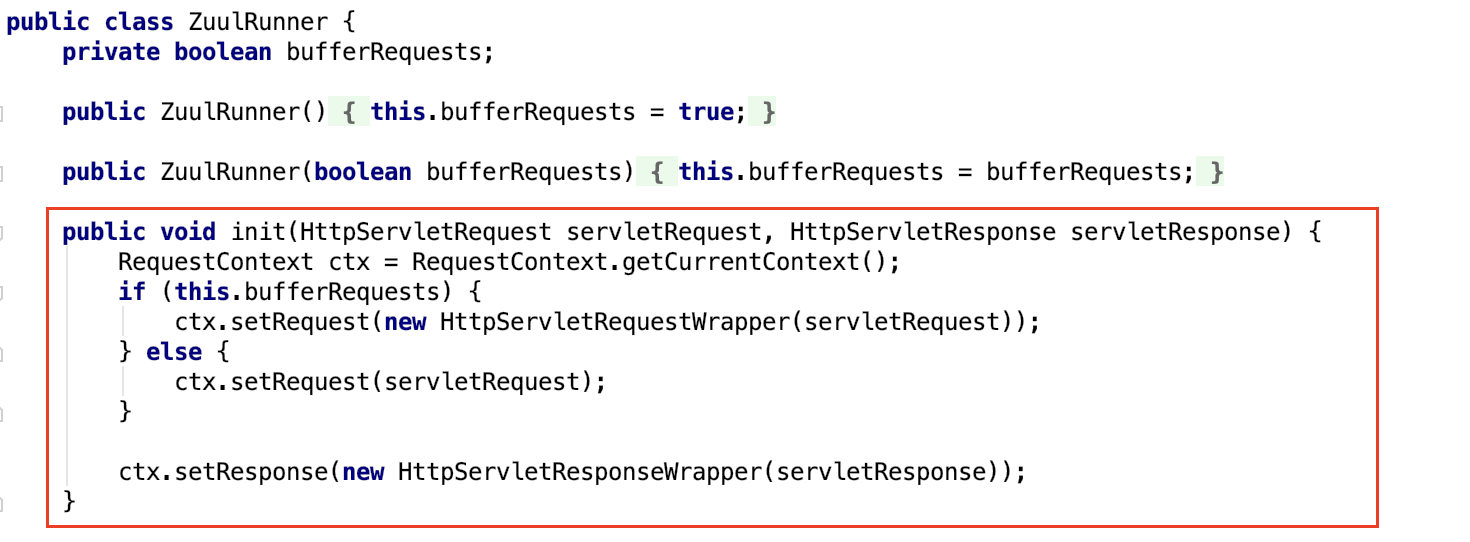 public class ZuulRunner {
private boolean bufferRequests;
public ZuulRunner() { this.bufferRequests = true; }
public ZuulRunner(boolean bufferRequests) { this.bufferRequests = bufferRequests; }
public void init(HttpServletRequest servletRequest, HttpServletResponse servletResponse) {
RequestContext ctx = RequestContext.getCurrentContext();
if (this.bufferRequests) {
ctx.setRequest(new HttpServletRequestWrapper(servletRequest));
} else {
ctx.setRequest(servletRequest);
}
ctx.setResponse(new HttpServletResponseWrapper(servletResponse));
}